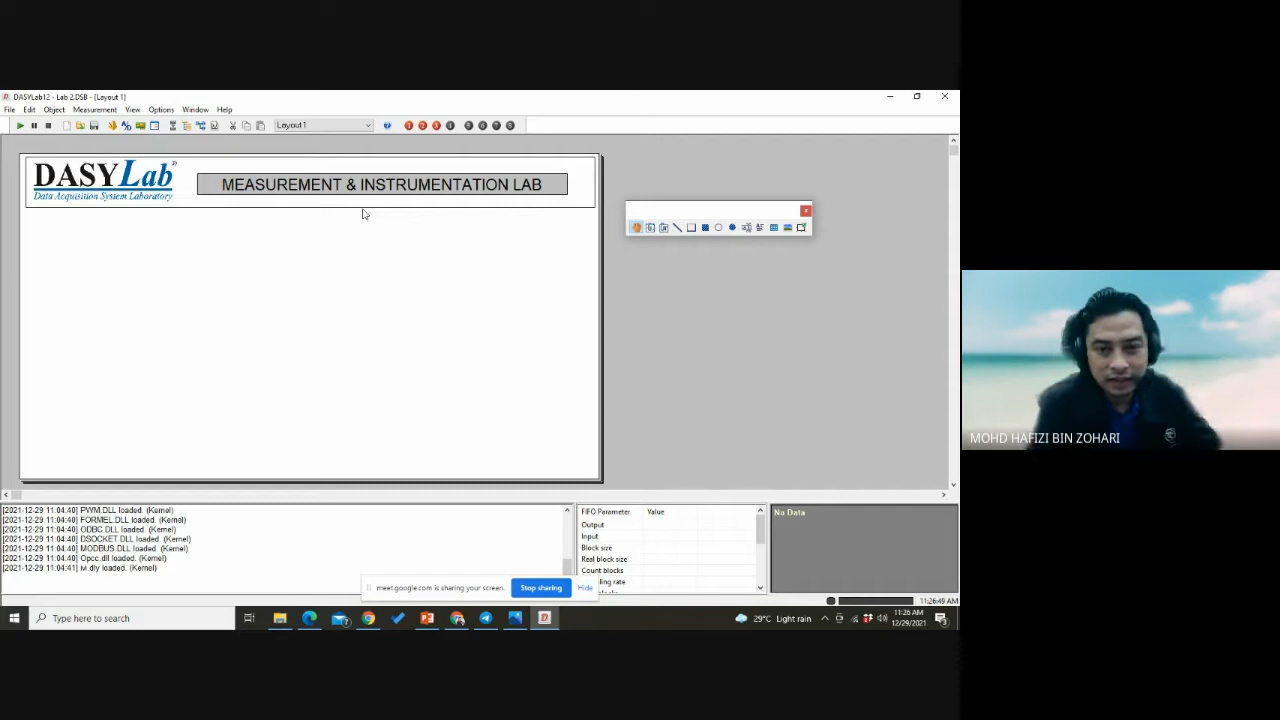 DASYLab12 - Lab 2.DSB - [Layout 1]
File Edit Object Measurement View Options Window Help
Layout 1
DASYLab®
Data Acquisition System Laboratory
MEASUREMENT & INSTRUMENTATION LAB
MOHD HAFIZI BIN ZOHARI
[2021-12-29 11:04:40] PWM.DLL loaded. (Kernel)
[2021-12-29 11:04:40] FORMEL.DLL loaded. (Kernel)
[2021-12-29 11:04:40] ODBC.DLL loaded. (Kernel)
[2021-12-29 11:04:40] DSOCKET.DLL loaded. (Kernel)
[2021-12-29 11:04:40] MODBUS.DLL loaded. (Kernel)
[2021-12-29 11:04:40] Opcc.dll loaded. (Kernel)
[2021-12-29 11:04:41] loaded. (Kernel)
FIFO Parameter Value
Output
Input
Block size
Real block size
Count blocks
No Data
meet.google.com is sharing your screen. Stop sharing Hide
11:26:49 AM
Type here to search
29°C Light rain
11:26 AM
12/29/2021